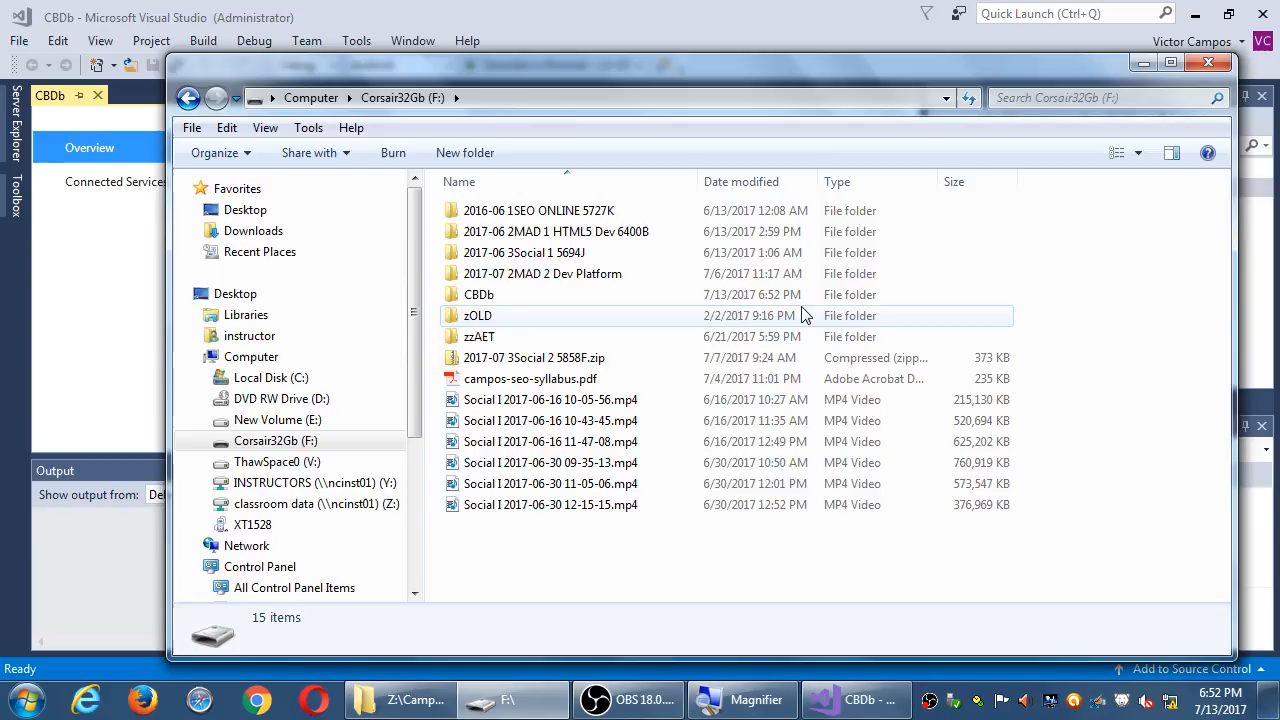 CBDb - Microsoft Visual Studio (Administrator)
Quick Launch (Ctrl+Q)
File Edit View Project Build Debug Team Tools Window Help
Victor Campos VC
CBDb
Server Explorer
Toolbox
Overview
Connected Services
Computer Corsair32Gb (F:)
Search Corsair32Gb (F:)
File Edit View Tools Help
Organize Share with Burn New folder
Favorites
Desktop
Downloads
Recent Places
Desktop
Libraries
instructor
Computer
Local Disk (C:)
DVD RW Drive (D:)
New Volume (E:)
Corsair32Gb (F:)
ThawSpace0 (V:)
INSTRUCTORS (\\ncinst01) (Y:)
classroom data (\\ncinst01) (Z:)
XT1528
Network
Control Panel
All Control Panel Items
Name Date modified Type Size
2016-06 1SEO ONLINE 5727K 6/13/2017 12:08 AM File folder
2017-06 2MAD 1 HTML5 Dev 6400B 6/13/2017 2:59 PM File folder
2017-06 3Social 1 5694J 6/13/2017 1:06 AM File folder
2017-07 2MAD 2 Dev Platform 7/6/2017 11:17 AM File folder
CBDb 7/13/2017 6:52 PM File folder
zOLD 2/2/2017 9:16 PM File folder
zzAET 6/21/2017 5:59 PM File folder
2017-07 3Social 2 5858F.zip 7/7/2017 9:24 AM Compressed (zipp... 373 KB
campos-seo-syllabus.pdf 7/4/2017 11:01 PM Adobe Acrobat D... 235 KB
Social I 2017-06-16 10-05-56.mp4 6/16/2017 10:27 AM MP4 Video 215,130 KB
Social I 2017-06-16 10-43-45.mp4 6/16/2017 11:35 AM MP4 Video 520,694 KB
Social I 2017-06-16 11-47-08.mp4 6/16/2017 12:49 PM MP4 Video 625,202 KB
Social I 2017-06-30 09-35-13.mp4 6/30/2017 10:50 AM MP4 Video 760,919 KB
Social I 2017-06-30 11-05-06.mp4 6/30/2017 12:01 PM MP4 Video 573,547 KB
Social I 2017-06-30 12-15-15.mp4 6/30/2017 12:52 PM MP4 Video 376,969 KB
15 items
Output
Show output from: De
Ready
Add to Source Control
Z:\Camp... F:\ OBS 18.0.... Magnifier CBDb - ...
6:52 PM
7/13/2017